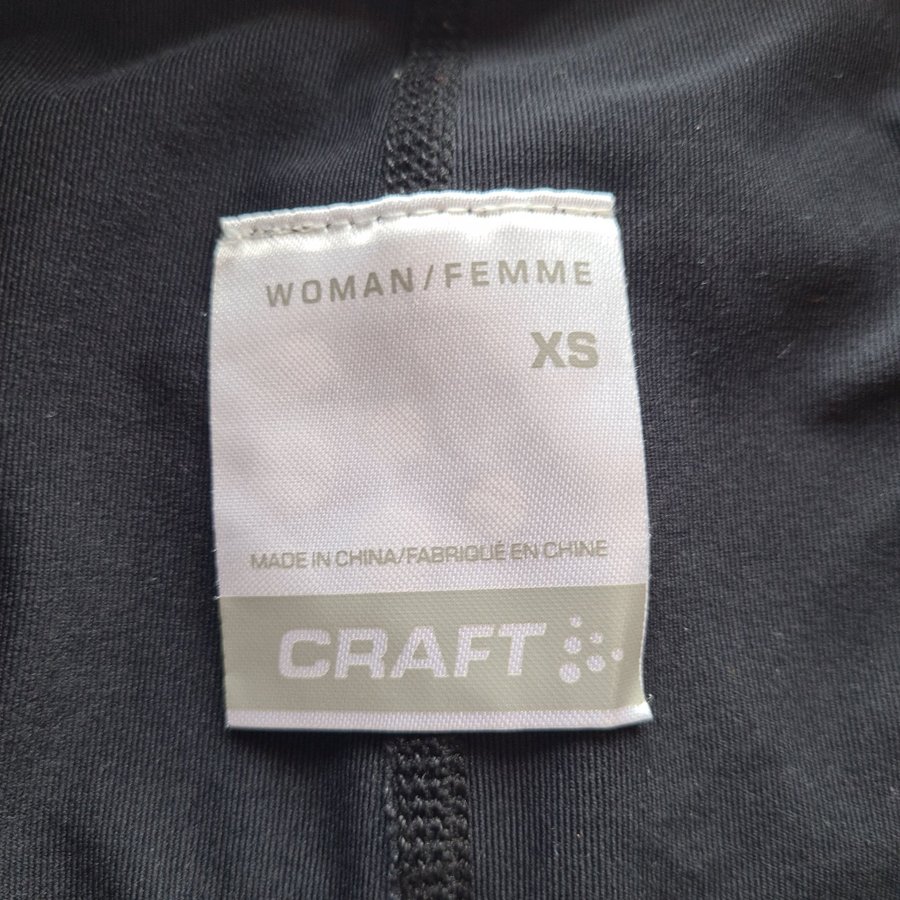 WOMAN/FEMME
XS
MADE IN CHINA/FABRIQUÉ EN CHINE
CRAFT